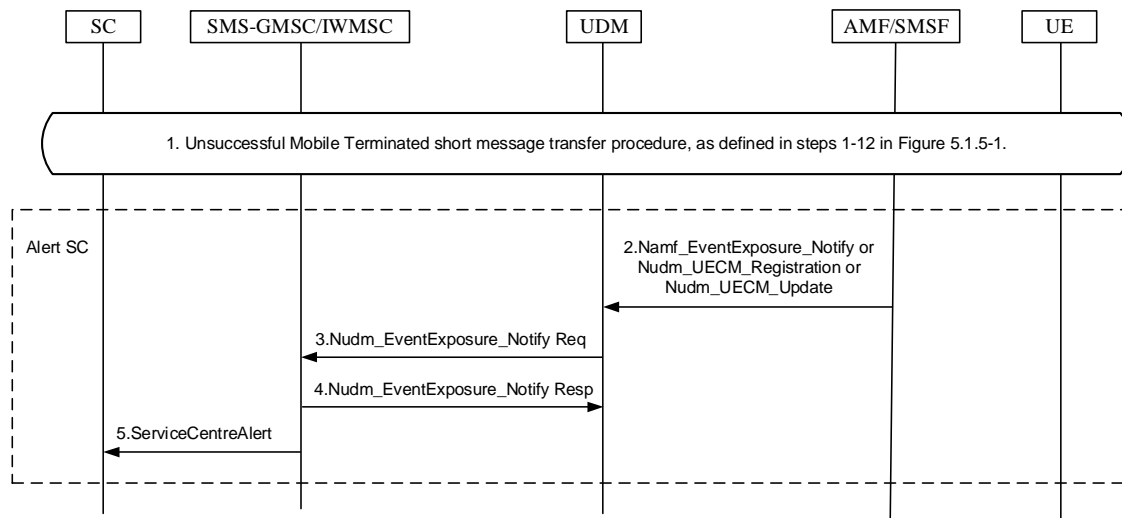 SC
SMS-GMSC/IWMSC
UDM
AMF/SMSF
UE
1. Unsuccessful Mobile Terminated short message transfer procedure, as defined in steps 1-12 in Figure 5.1.5-1.
Alert SC
2.Namf_EventExposure_Notify or
Nudm_UECM_Registration or
Nudm_UECM_Update
3.Nudm_EventExposure_Notify Req
4.Nudm_EventExposure_Notify Resp
5.ServiceCentreAlert